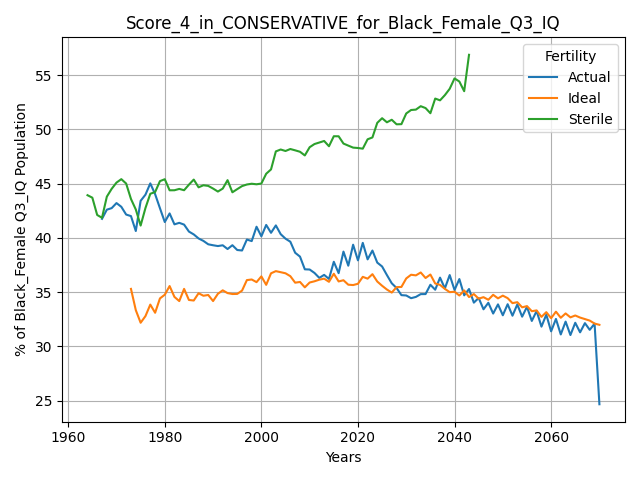 Score_4_in_CONSERVATIVE_for_Black_Female_Q3_IQ
% of Black_Female Q3_IQ Population
55
50
45
40
35
30
25
Fertility
Actual
Ideal
Sterile
1960 1980 2000 2020 2040 2060
Years